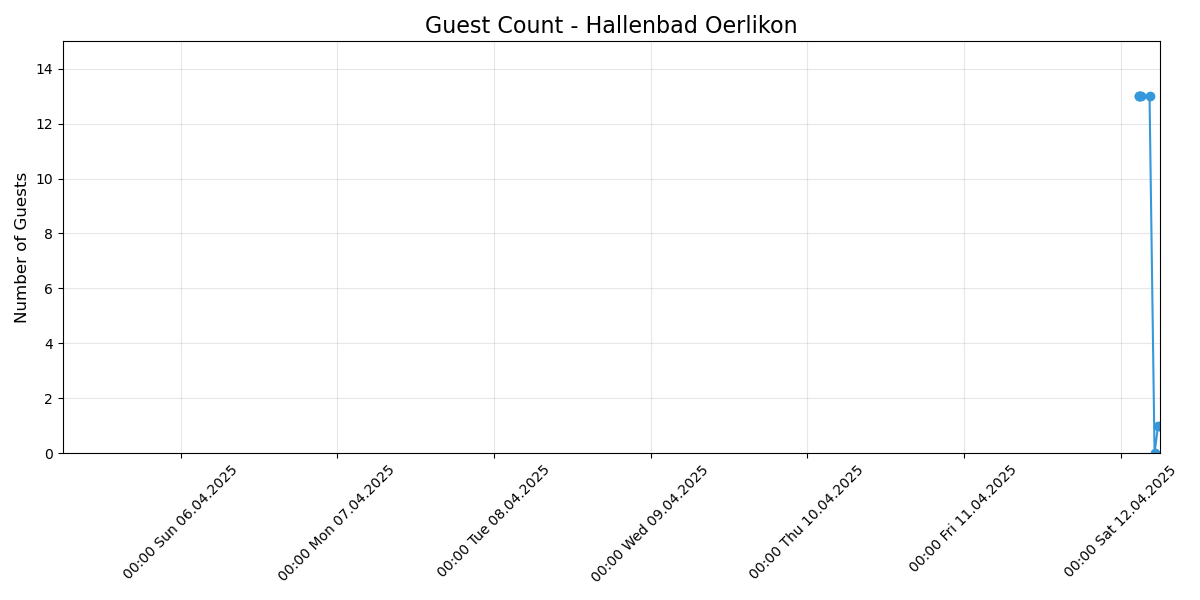 Guest Count - Hallenbad Oerlikon
Number of Guests
14
12
10
8
6
4
2
0
00:00 Sun 06.04.2025
00:00 Mon 07.04.2025
00:00 Tue 08.04.2025
00:00 Wed 09.04.2025
00:00 Thu 10.04.2025
00:00 Fri 11.04.2025
00:00 Sat 12.04.2025